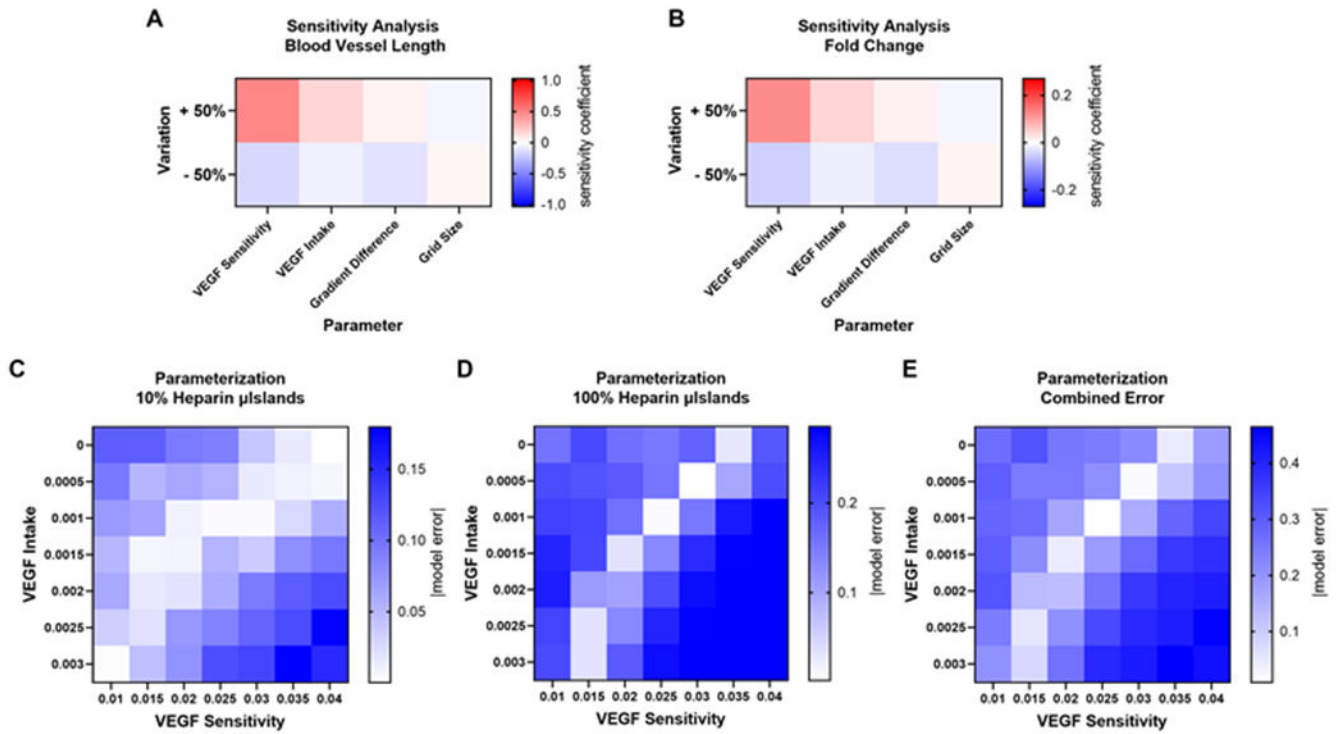 A
Sensitivity Analysis
Blood Vessel Length
Variation
+ 50%
- 50%
1.0
0.5
0
-0.5
-1.0
sensitivity coefficient
VEGF Sensitivity
VEGF Intake
Gradient Difference
Grid Size
Parameter
B
Sensitivity Analysis
Fold Change
Variation
+ 50%
- 50%
0.2
0
-0.2
sensitivity coefficient
VEGF Sensitivity
VEGF Intake
Gradient Difference
Grid Size
Parameter
C
Parameterization
10% Heparin µIslands
VEGF Intake
0
0.0005
0.001
0.0015
0.002
0.0025
0.003
0.01 0.015 0.02 0.025 0.03 0.035 0.04
VEGF Sensitivity
0.15
0.10
0.05
|model error|
D
Parameterization
100% Heparin µIslands
VEGF Intake
0
0.0005
0.001
0.0015
0.002
0.0025
0.003
0.01 0.015 0.02 0.025 0.03 0.035 0.04
VEGF Sensitivity
0.2
0.1
|model error|
E
Parameterization
Combined Error
VEGF Intake
0
0.0005
0.001
0.0015
0.002
0.0025
0.003
0.01 0.015 0.02 0.025 0.03 0.035 0.04
VEGF Sensitivity
0.4
0.3
0.2
0.1
|model error|